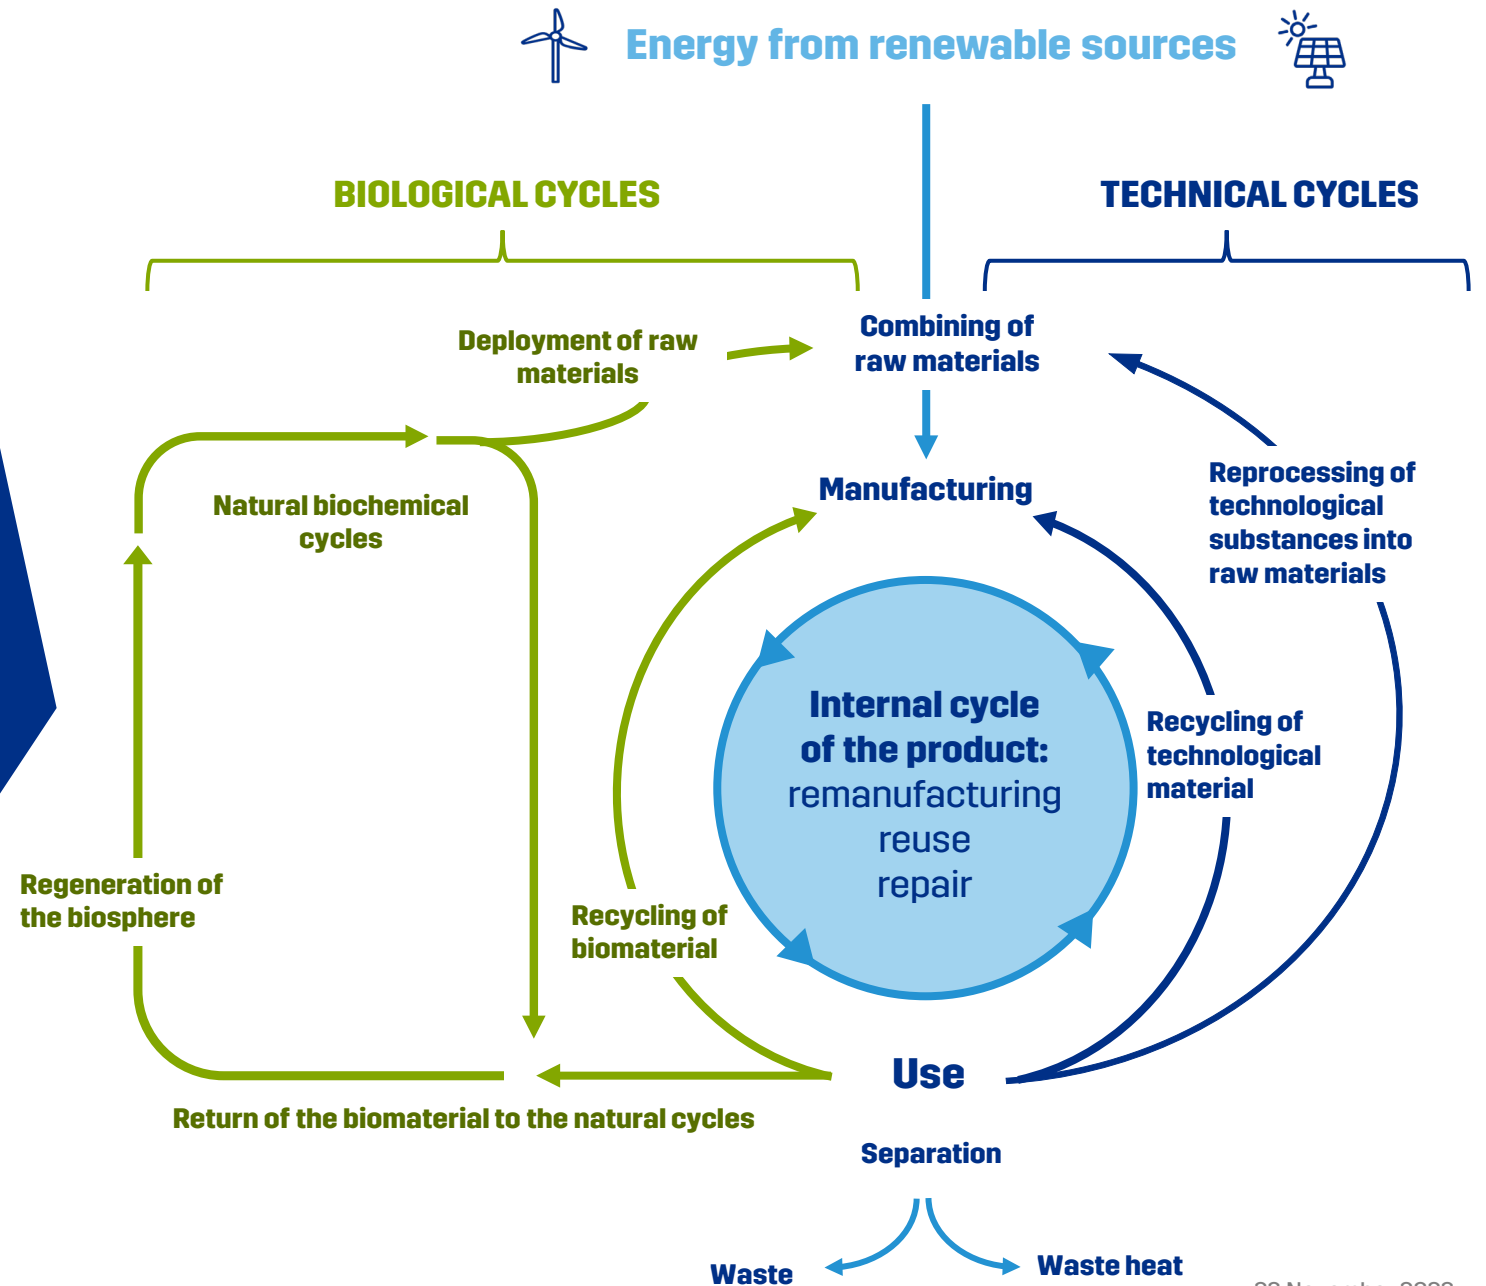 Energy from renewable sources
BIOLOGICAL CYCLES
TECHNICAL CYCLES
Deployment of raw
materials
Combining of
raw materials
Manufacturing
Natural biochemical
cycles
Reprocessing of
technological
substances into
raw materials
Internal cycle
of the product:
remanufacturing
reuse
repair
Recycling of
technological
material
Regeneration of
the biosphere
Recycling of
biomaterial
Use
Return of the biomaterial to the natural cycles
Separation
Waste
Waste heat